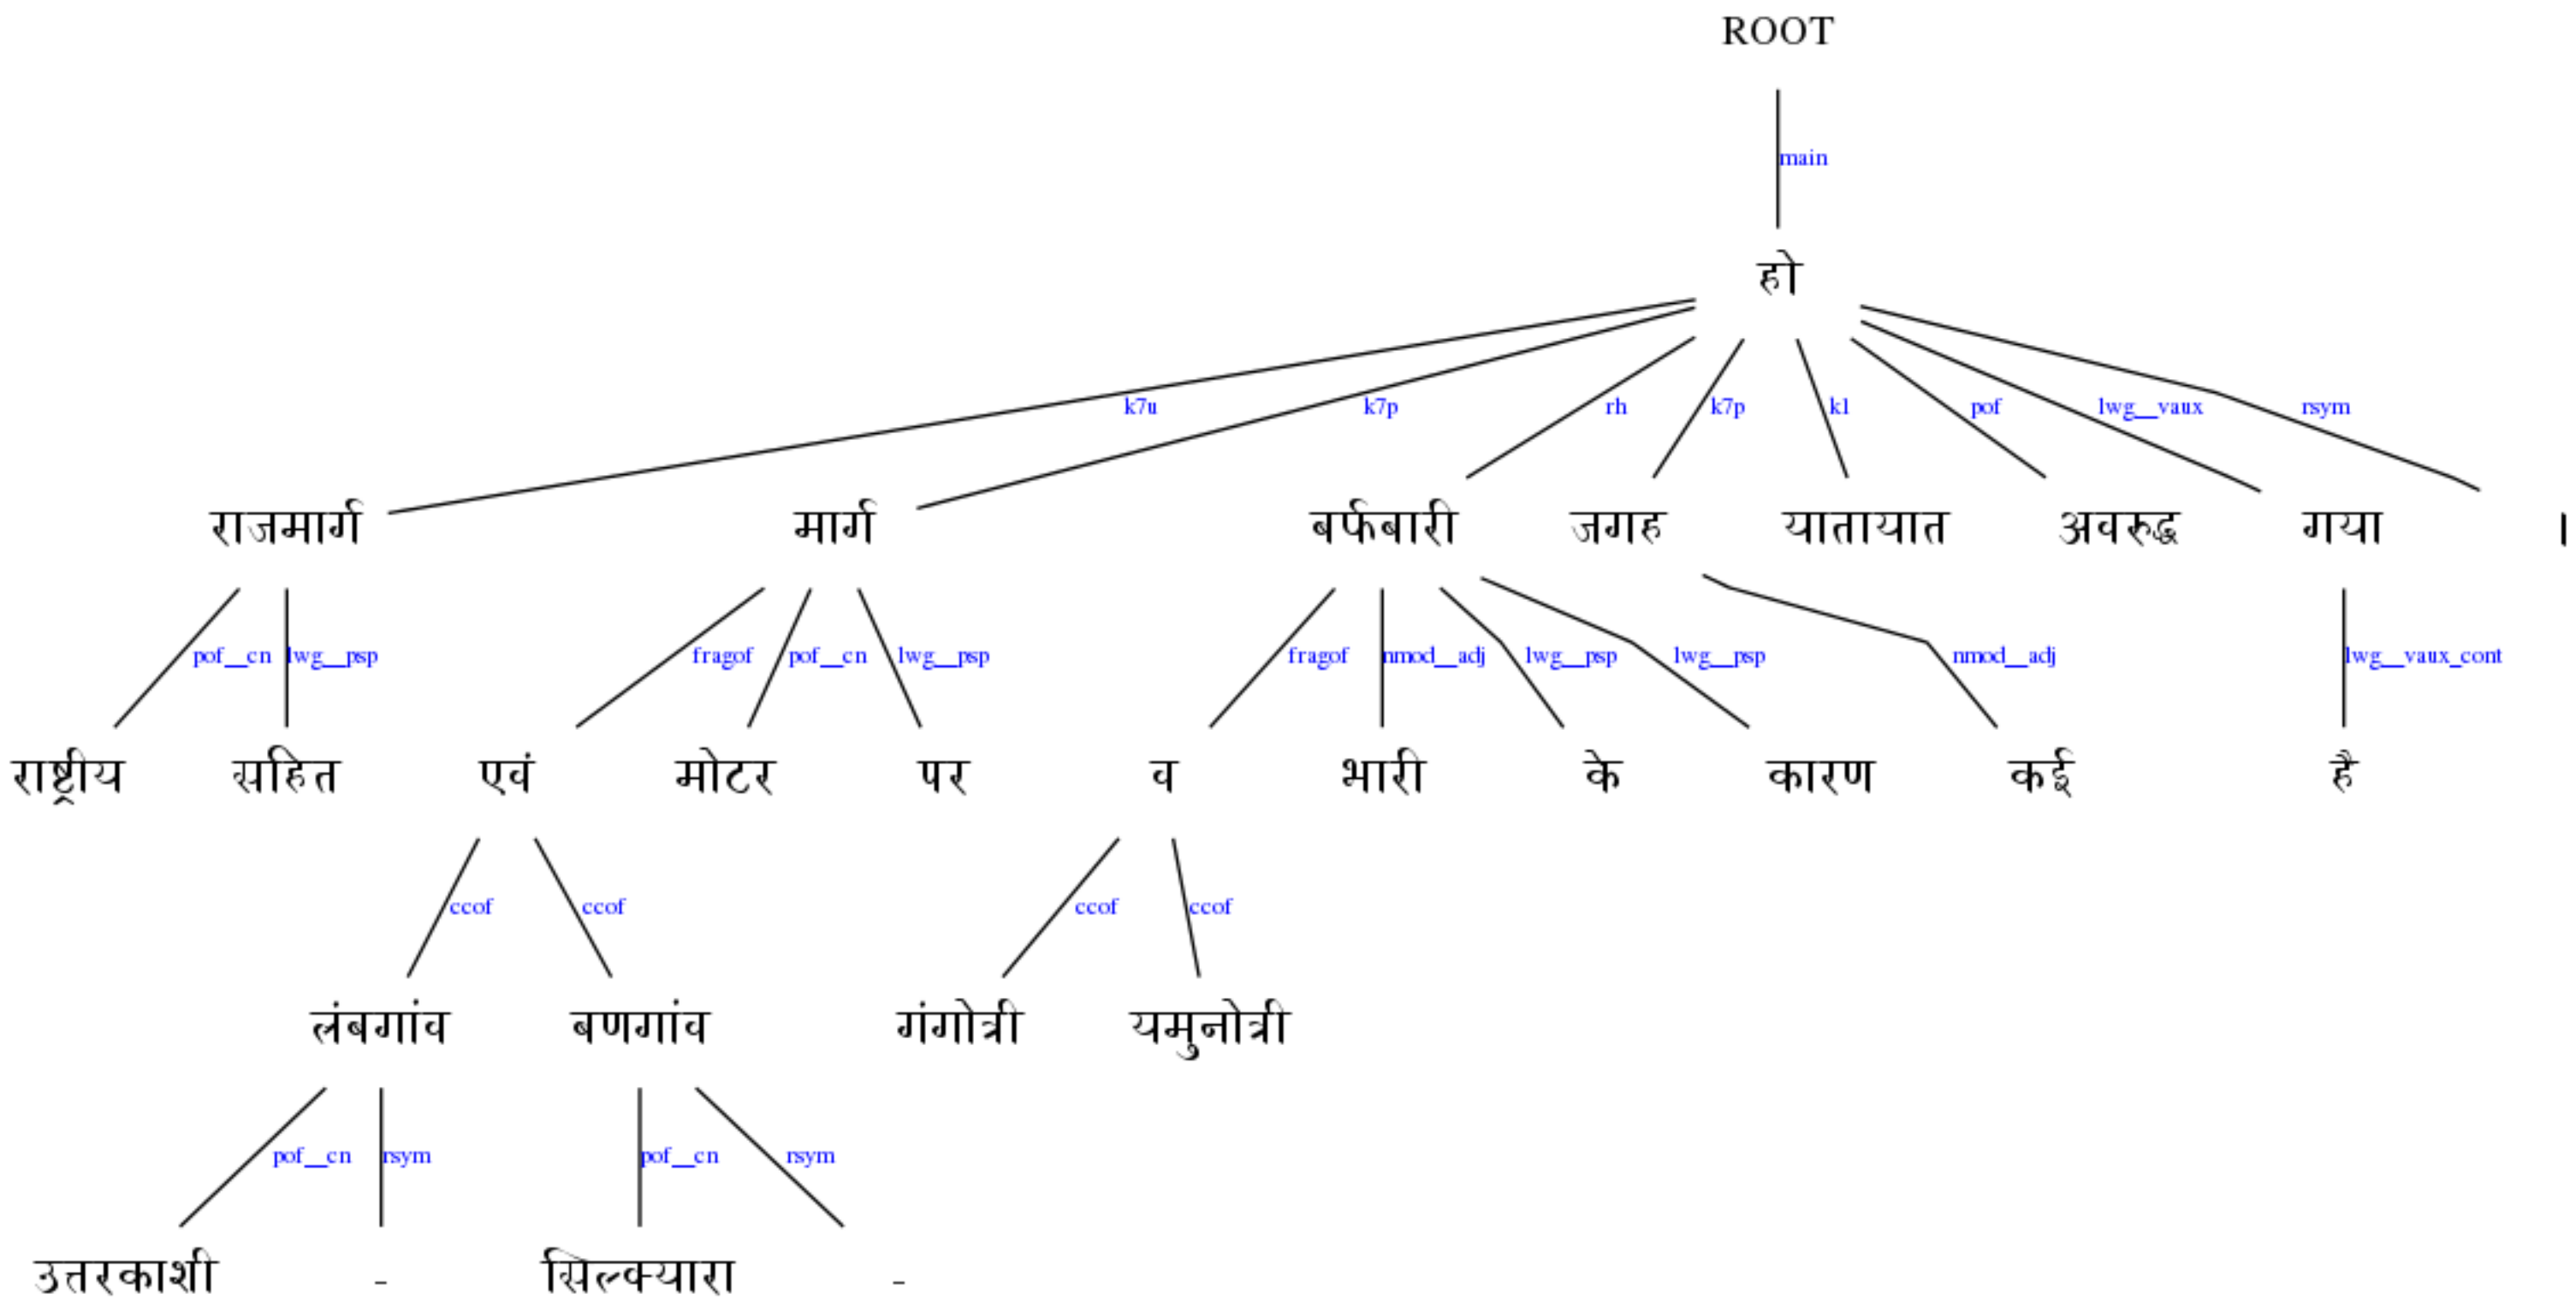 ROOT
main
हो
k7u k7p rh k7p k1 pof lwg__vaux rsym
राजमार्ग मार्ग बर्फबारी जगह यातायात अवरुद्ध गया ।
pof__cn lwg__psp fragof pof__cn lwg__psp fragof nmod__adj lwg__psp lwg__psp nmod__adj lwg__vaux_cont
राष्ट्रीय सहित एवं मोटर पर व भारी के कारण कई है
ccof ccof ccof ccof
लंबगांव बणगांव गंगोत्री यमुनोत्री
pof__cn rsym pof__cn rsym
उत्तरकाशी - सिल्क्यारा -